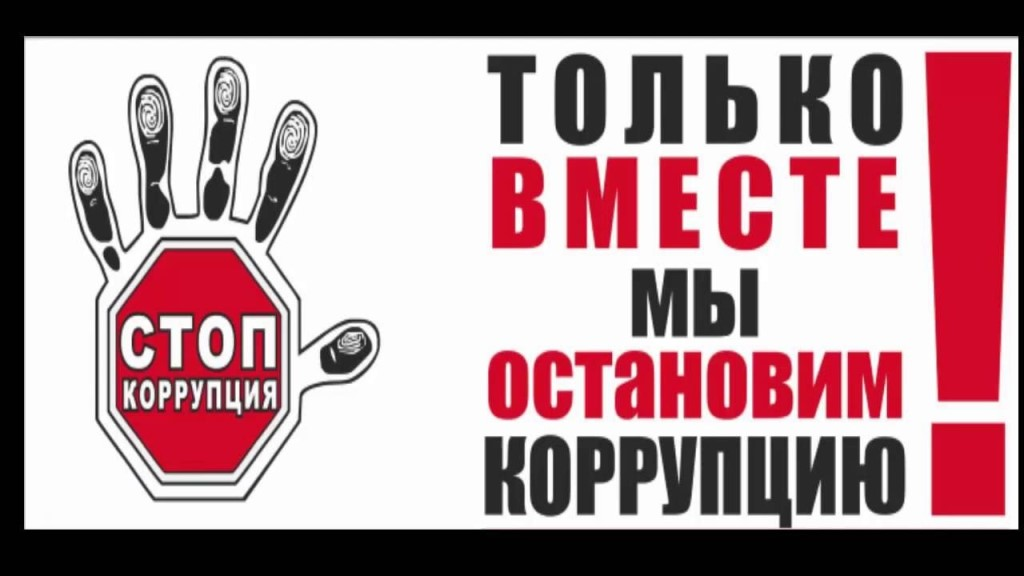 СТОП
КОРРУПЦИЯ
ТОЛЬКО
ВМЕСТЕ
МЫ
ОСТАНОВИМ
КОРРУПЦИЮ!